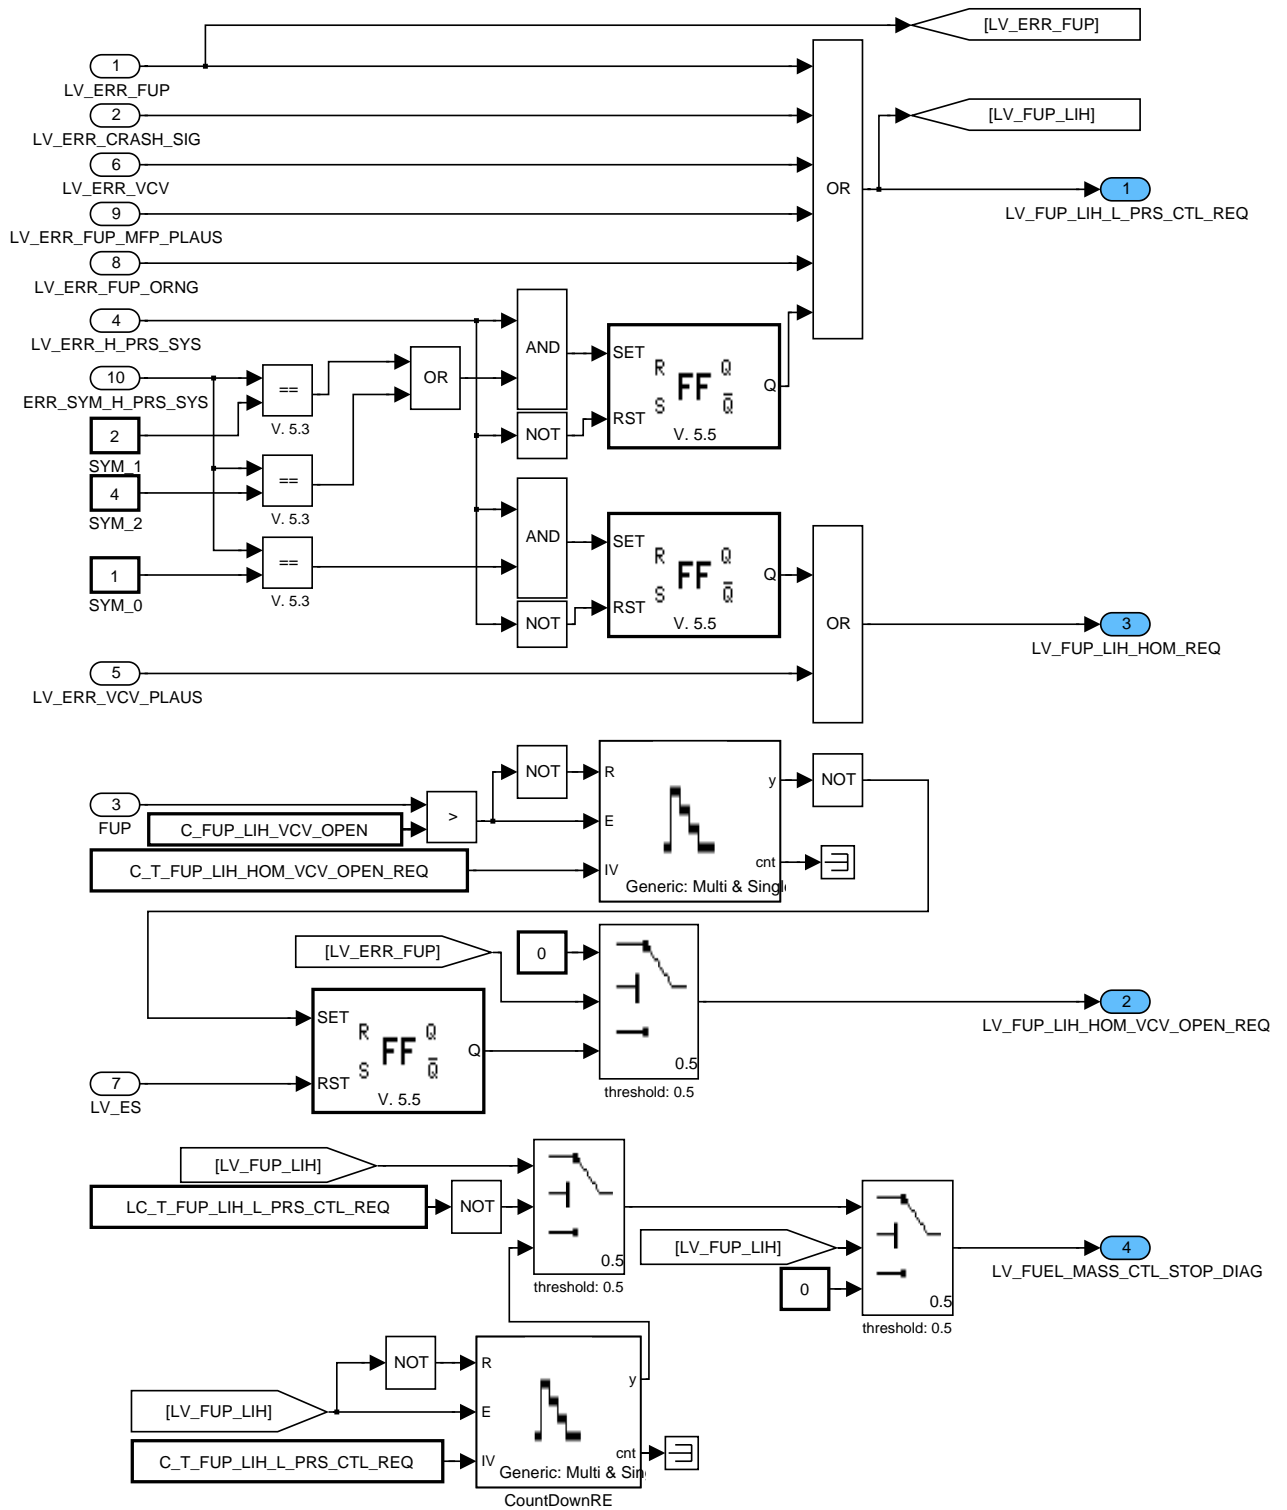 [LV_ERR_FUP]
1
LV_ERR_FUP
2
LV_ERR_CRASH_SIG
[LV_FUP_LIH]
6
LV_ERR_VCV
OR
1
LV_FUP_LIH_L_PRS_CTL_REQ
9
LV_ERR_FUP_MFP_PLAUS
8
LV_ERR_FUP_ORNG
4
LV_ERR_H_PRS_SYS
10
ERR_SYM_H_PRS_SYS
==
V. 5.3
OR
AND
NOT
SET
RST
R
S
FF
Q
Q̅
Q
V. 5.5
2
SYM_1
4
SYM_2
==
V. 5.3
1
SYM_0
==
V. 5.3
AND
NOT
SET
RST
R
S
FF
Q
Q̅
Q
V. 5.5
OR
3
LV_FUP_LIH_HOM_REQ
5
LV_ERR_VCV_PLAUS
3
FUP
C_FUP_LIH_VCV_OPEN
>
NOT
C_T_FUP_LIH_HOM_VCV_OPEN_REQ
R
E
IV
y
cnt
Generic: Multi & Singl
NOT
[LV_ERR_FUP]
0
0.5
threshold: 0.5
2
LV_FUP_LIH_HOM_VCV_OPEN_REQ
SET
RST
R
S
FF
Q
Q̅
Q
V. 5.5
7
LV_ES
[LV_FUP_LIH]
LC_T_FUP_LIH_L_PRS_CTL_REQ
NOT
0.5
threshold: 0.5
[LV_FUP_LIH]
0
0.5
threshold: 0.5
4
LV_FUEL_MASS_CTL_STOP_DIAG
NOT
[LV_FUP_LIH]
C_T_FUP_LIH_L_PRS_CTL_REQ
R
E
IV
y
cnt
Generic: Multi & Sin
CountDownRE